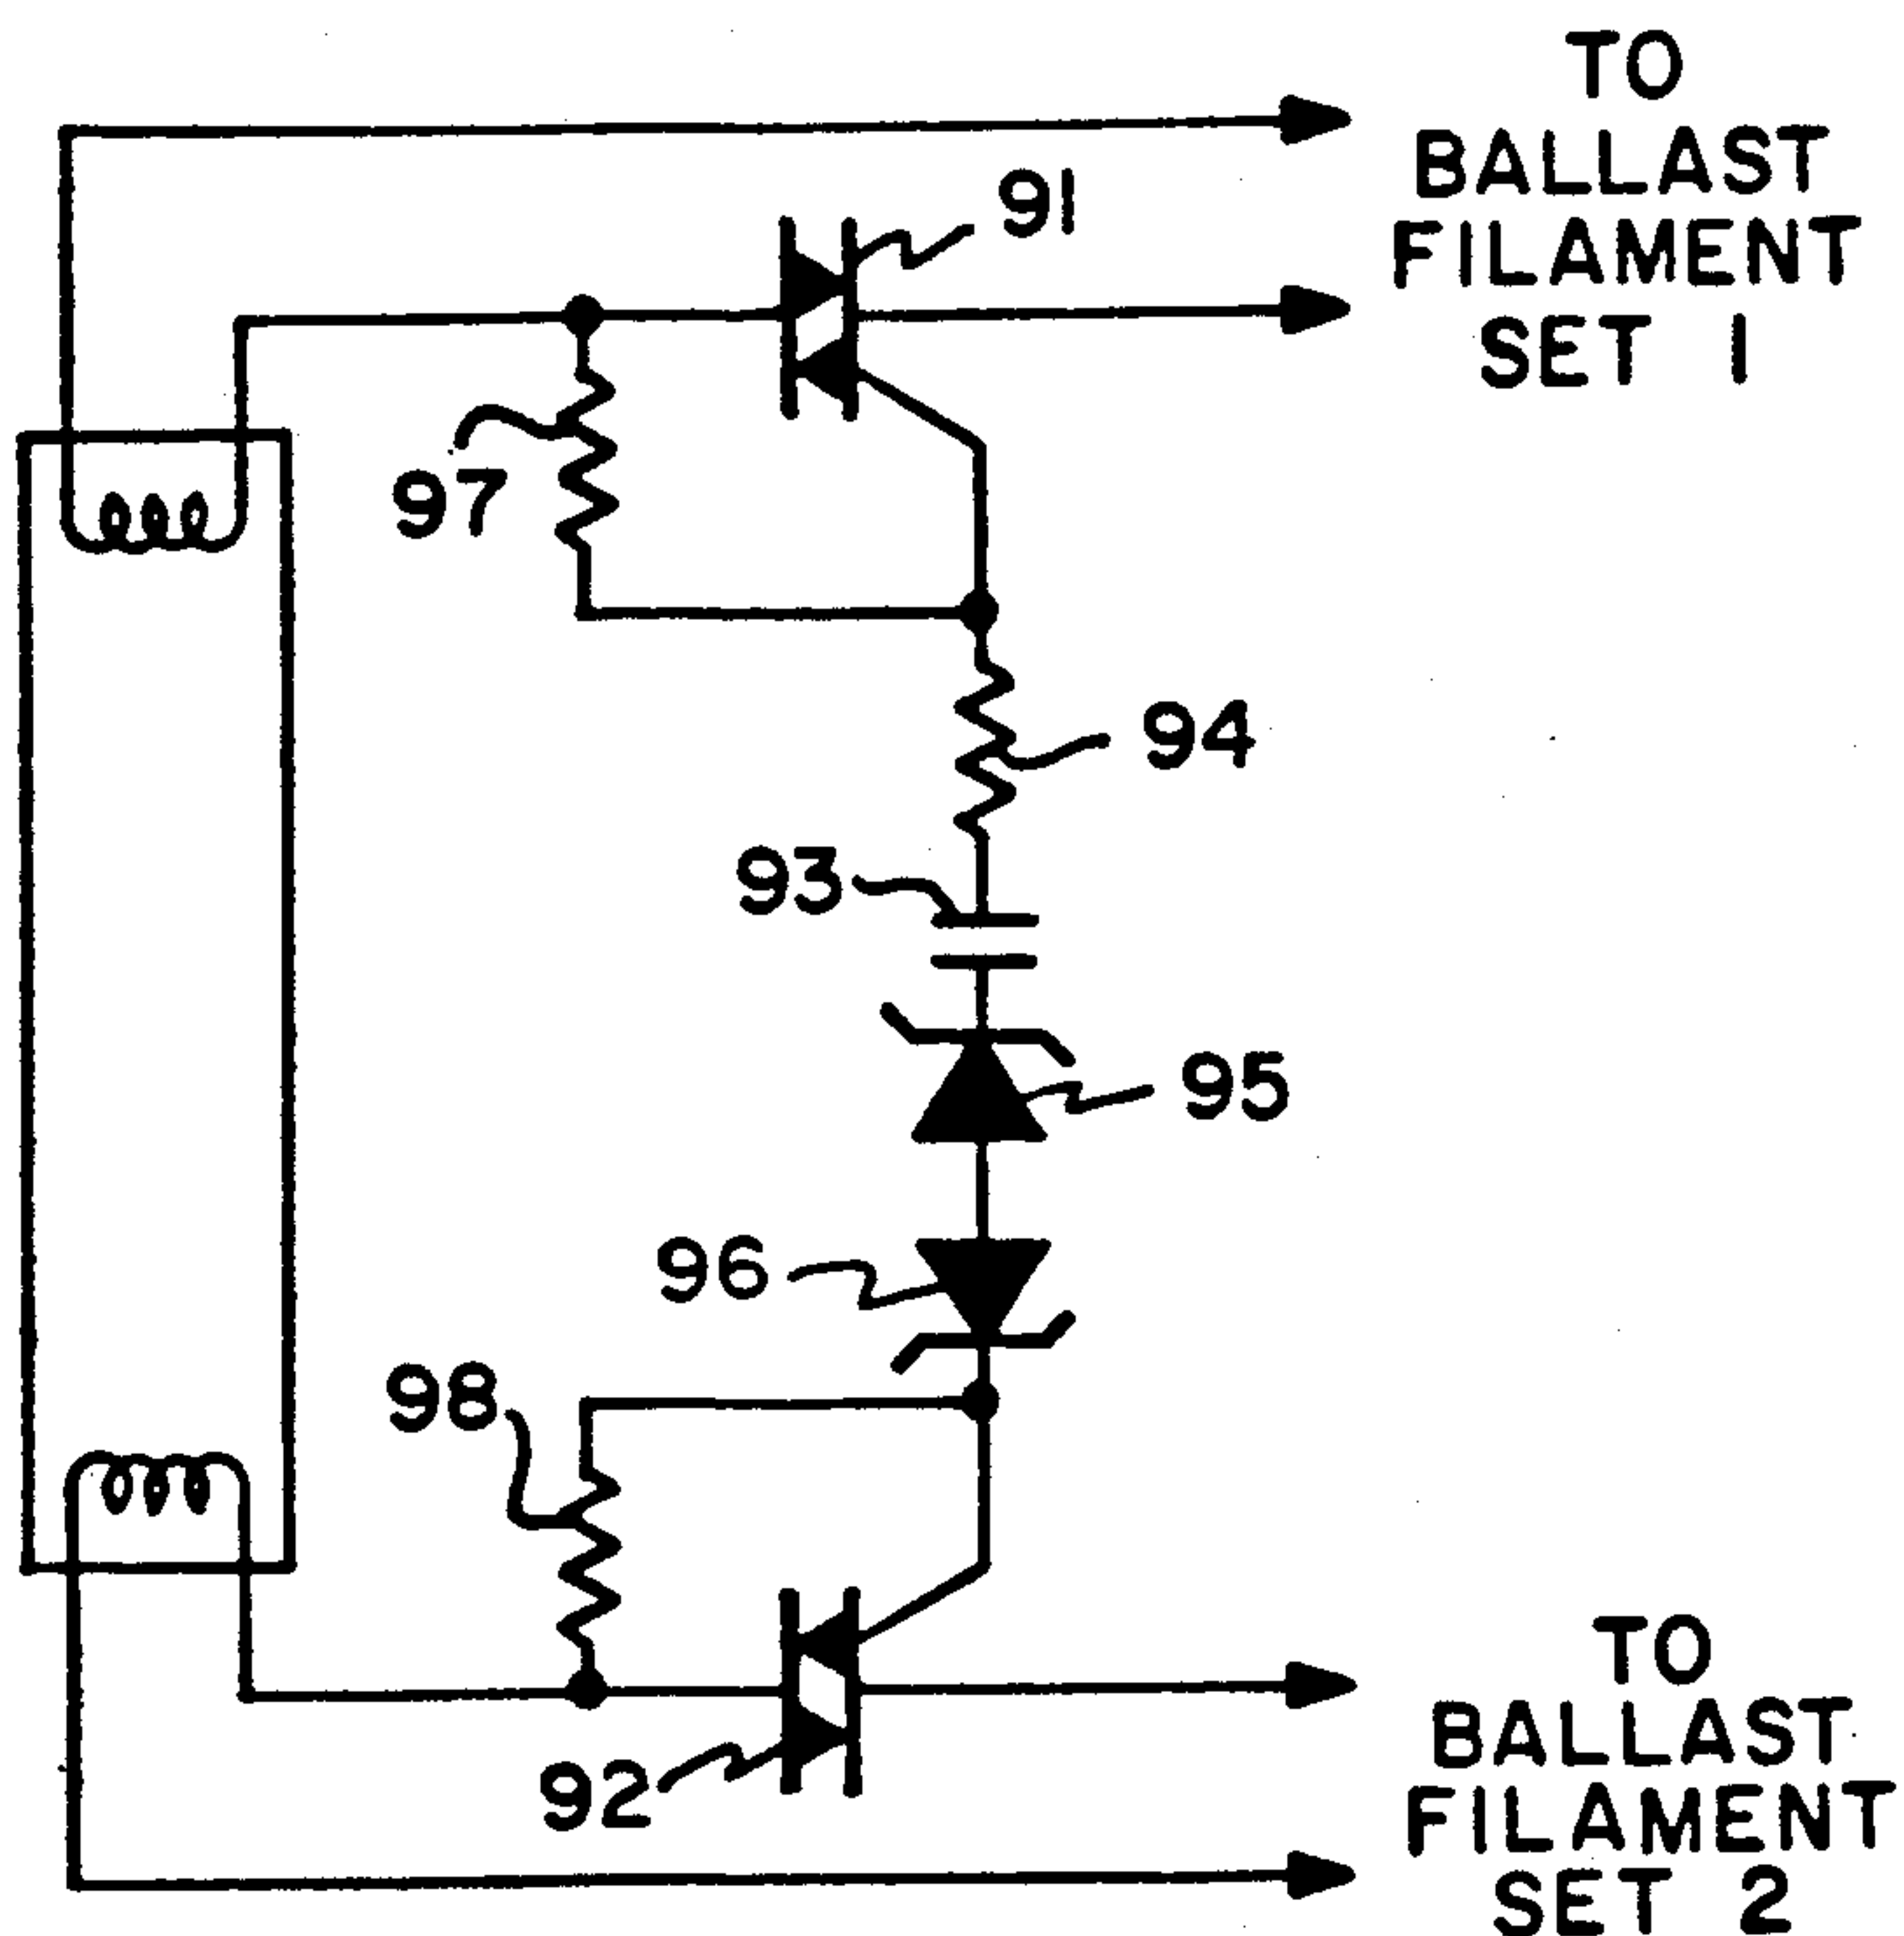 TO
BALLAST
FILAMENT
SET 1
91
97
94
93
95
96
98
92
TO
BALLAST
FILAMENT
SET 2